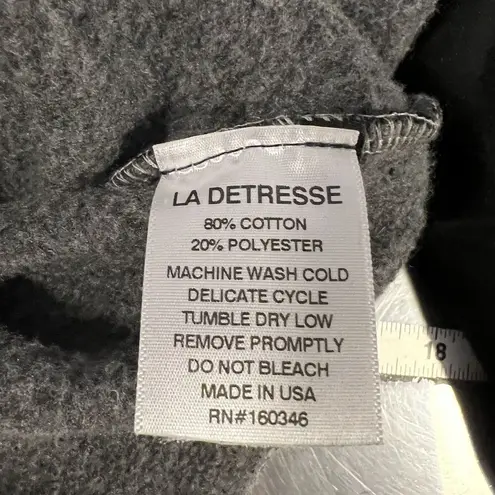 LA DETRESSE
80% COTTON
20% POLYESTER
MACHINE WASH COLD
DELICATE CYCLE
TUMBLE DRY LOW
REMOVE PROMPTLY
DO NOT BLEACH
MADE IN USA
RN#160346
18